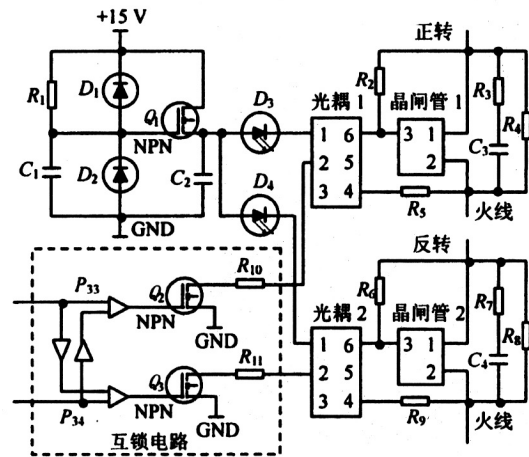 +15 V
正转
R1
D1
Q1
NPN
D3
R2
光耦 1
晶闸管 1
R3
R4
1 6
2 5
3 4
3 1
2
C1
D2
C2
D4
C3
R5
GND
火线
反转
P33
Q2
NPN
R10
GND
光耦 2
R6
晶闸管 2
R7
R8
1 6
2 5
3 4
3 1
2
R11
C4
Q3
NPN
P34
GND
R9
火线
互锁电路